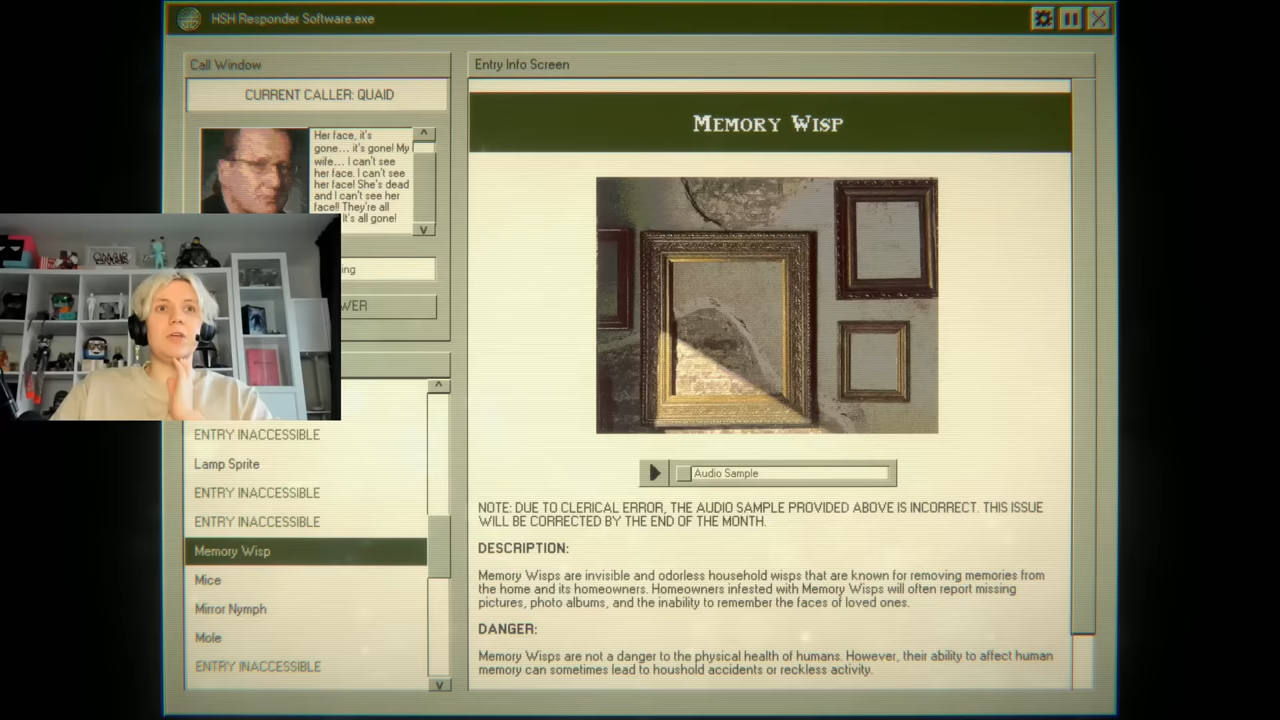 HSH Responder Software.exe
Call Window
CURRENT CALLER: QUAID
Her face, it's
gone... it's gone! My
wife... I can't see
her face. I can't see
her face! She's dead
and I can't see her
face!! They're all
It's all gone!
Entry Info Screen
MEMORY WISP
Audio Sample
NOTE: DUE TO CLERICAL ERROR, THE AUDIO SAMPLE PROVIDED ABOVE IS INCORRECT. THIS ISSUE
WILL BE CORRECTED BY THE END OF THE MONTH.
DESCRIPTION:
Memory Wisps are invisible and odorless household wisps that are known for removing memories from
the home and its homeowners. Homeowners infested with Memory Wisps will often report missing
pictures, photo albums, and the inability to remember the faces of loved ones.
DANGER:
Memory Wisps are not a danger to the physical health of humans. However, their ability to affect human
memory can sometimes lead to houshold accidents or reckless activity.
ENTRY INACCESSIBLE
Lamp Sprite
ENTRY INACCESSIBLE
ENTRY INACCESSIBLE
Memory Wisp
Mice
Mirror Nymph
Mole
ENTRY INACCESSIBLE